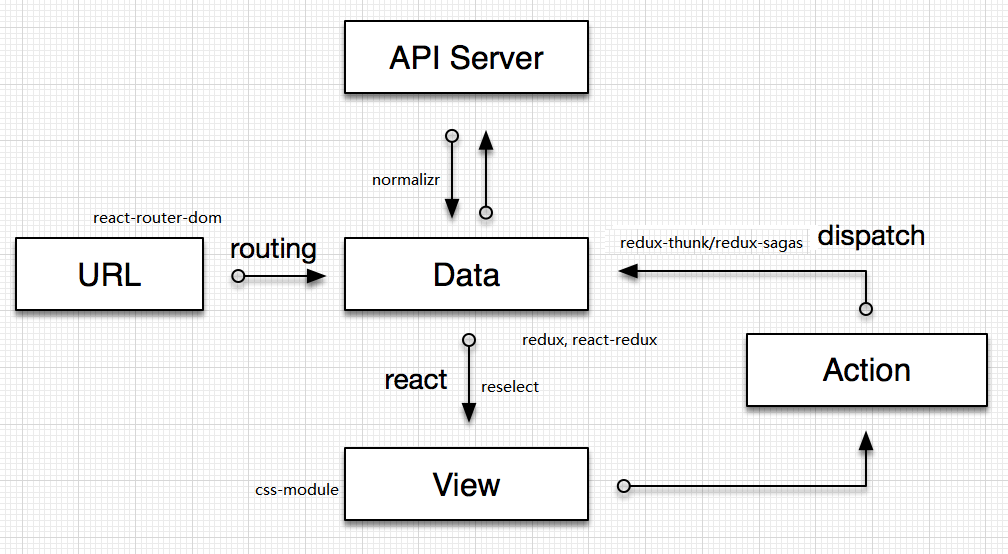 API Server
normalizr
react-router-dom
URL
routing
Data
redux-thunk/redux-sagas
dispatch
redux, react-redux
react
reselect
Action
css-module
View